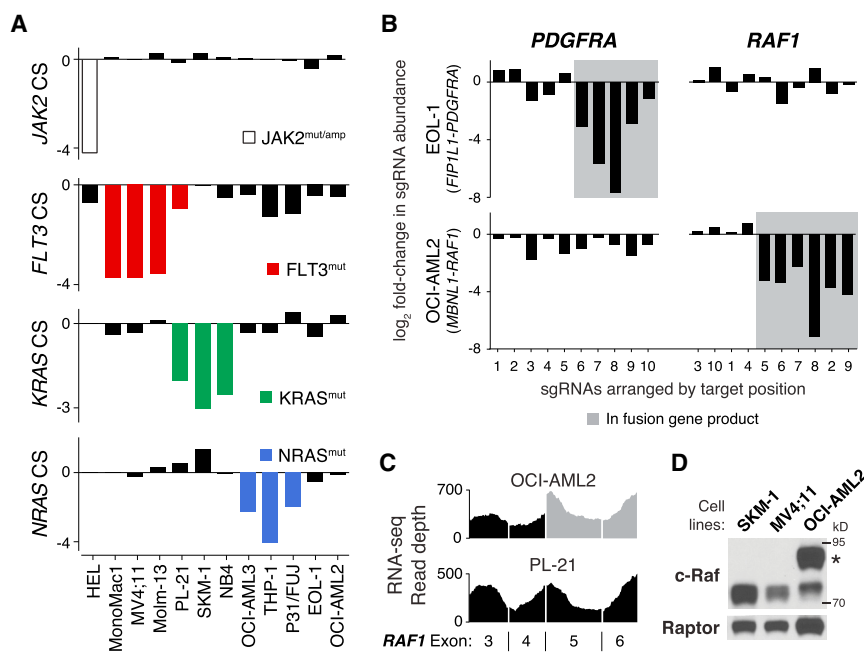 A
JAK2 CS
0
-4
JAK2mut/amp
FLT3 CS
0
-4
FLT3mut
KRAS CS
0
-3
KRASmut
NRAS CS
0
-4
NRASmut
HEL
MonoMac1
MV4;11
Molm-13
PL-21
SKM-1
NB4
OCI-AML3
THP-1
P31/FUJ
EOL-1
OCI-AML2
B
PDGFRA RAF1
log2 fold-change in sgRNA abundance
EOL-1
(FIP1L1-PDGFRA)
0
-4
-8
OCI-AML2
(MBNL1-RAF1)
0
-4
-8
1 2 3 4 5 6 7 8 9 10 3 10 1 4 5 6 7 8 2 9
sgRNAs arranged by target position
In fusion gene product
C
RNA-seq
Read depth
OCI-AML2
700
0
PL-21
500
0
RAF1 Exon: 3 4 5 6
D
Cell
lines:
SKM-1
MV4;11
OCI-AML2
kD
95
c-Raf
*
70
Raptor